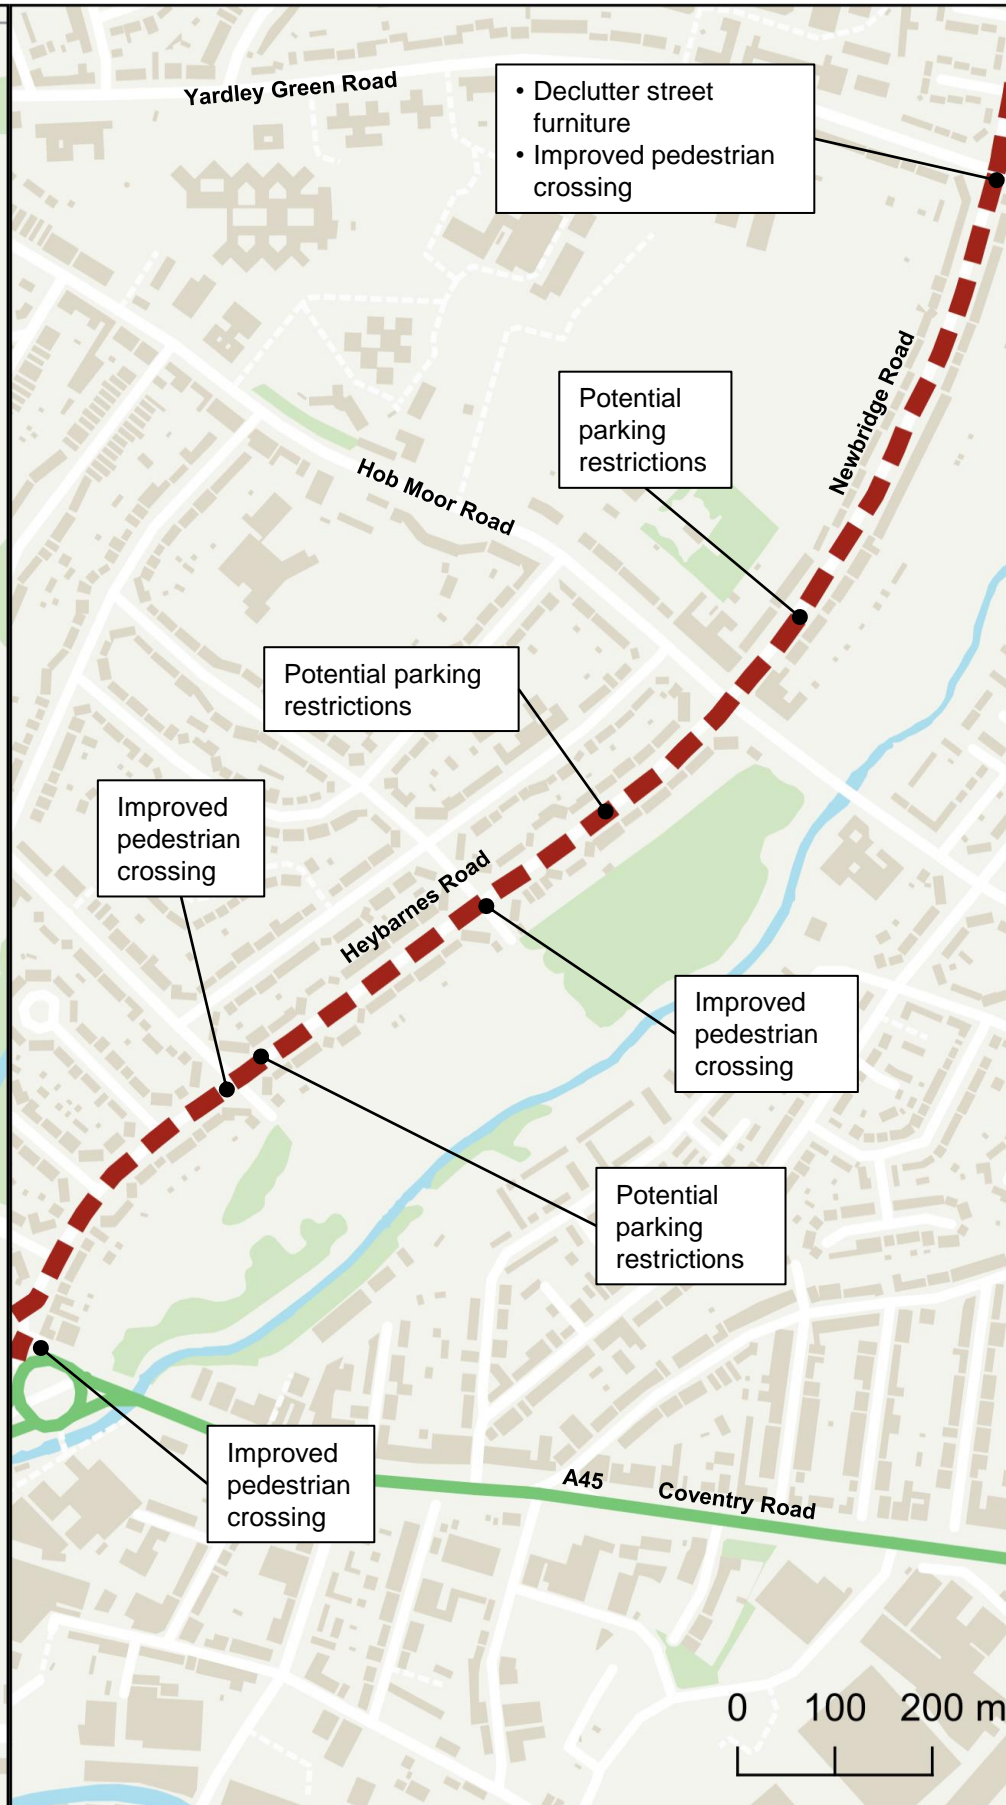 Yardley Green Road
• Declutter street
furniture
• Improved pedestrian
crossing
Newbridge Road
Potential
parking
restrictions
Hob Moor Road
Potential parking
restrictions
Improved
pedestrian
crossing
Heybarnes Road
Improved
pedestrian
crossing
Potential
parking
restrictions
Improved
pedestrian
crossing
A45 Coventry Road
0 100 200 m